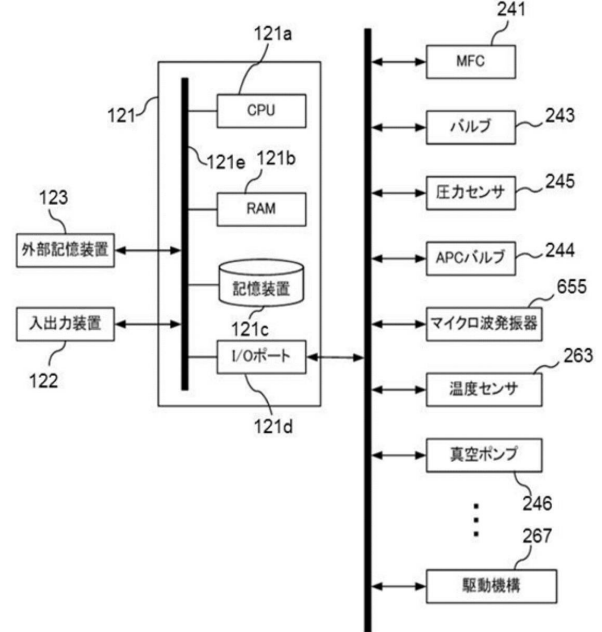 121
121a
CPU
121e
121b
RAM
記憶装置
121c
I/Oポート
121d
123
外部記憶装置
入出力装置
122
241
MFC
243
バルブ
245
圧力センサ
244
APCバルブ
655
マイクロ波発振器
263
温度センサ
真空ポンプ
246
267
駆動機構